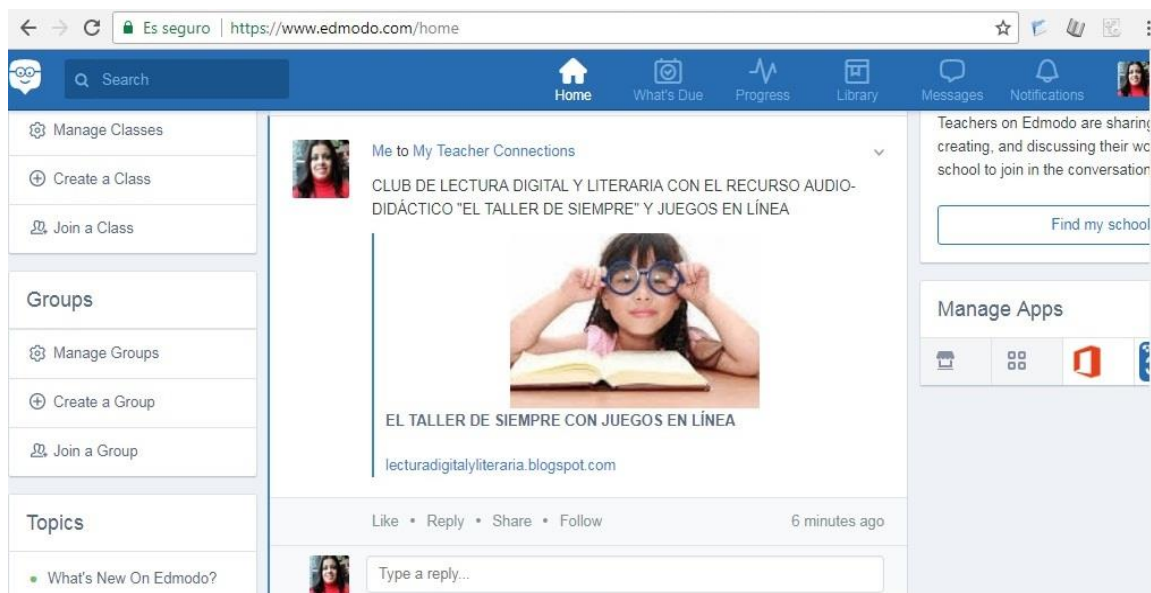 Es seguro | https://www.edmodo.com/home
Search
Home
What's Due
Progress
Library
Messages
Notifications
Manage Classes
Create a Class
Join a Class
Groups
Manage Groups
Create a Group
Join a Group
Topics
What's New On Edmodo?
Me to My Teacher Connections
CLUB DE LECTURA DIGITAL Y LITERARIA CON EL RECURSO AUDIO-
DIDÁCTICO "EL TALLER DE SIEMPRE" Y JUEGOS EN LÍNEA
EL TALLER DE SIEMPRE CON JUEGOS EN LÍNEA
lecturadigitalyliteraria.blogspot.com
Like • Reply • Share • Follow
6 minutes ago
Type a reply...
Teachers on Edmodo are sharing
creating, and discussing their
school to join in the conversation
Find my school
Manage Apps